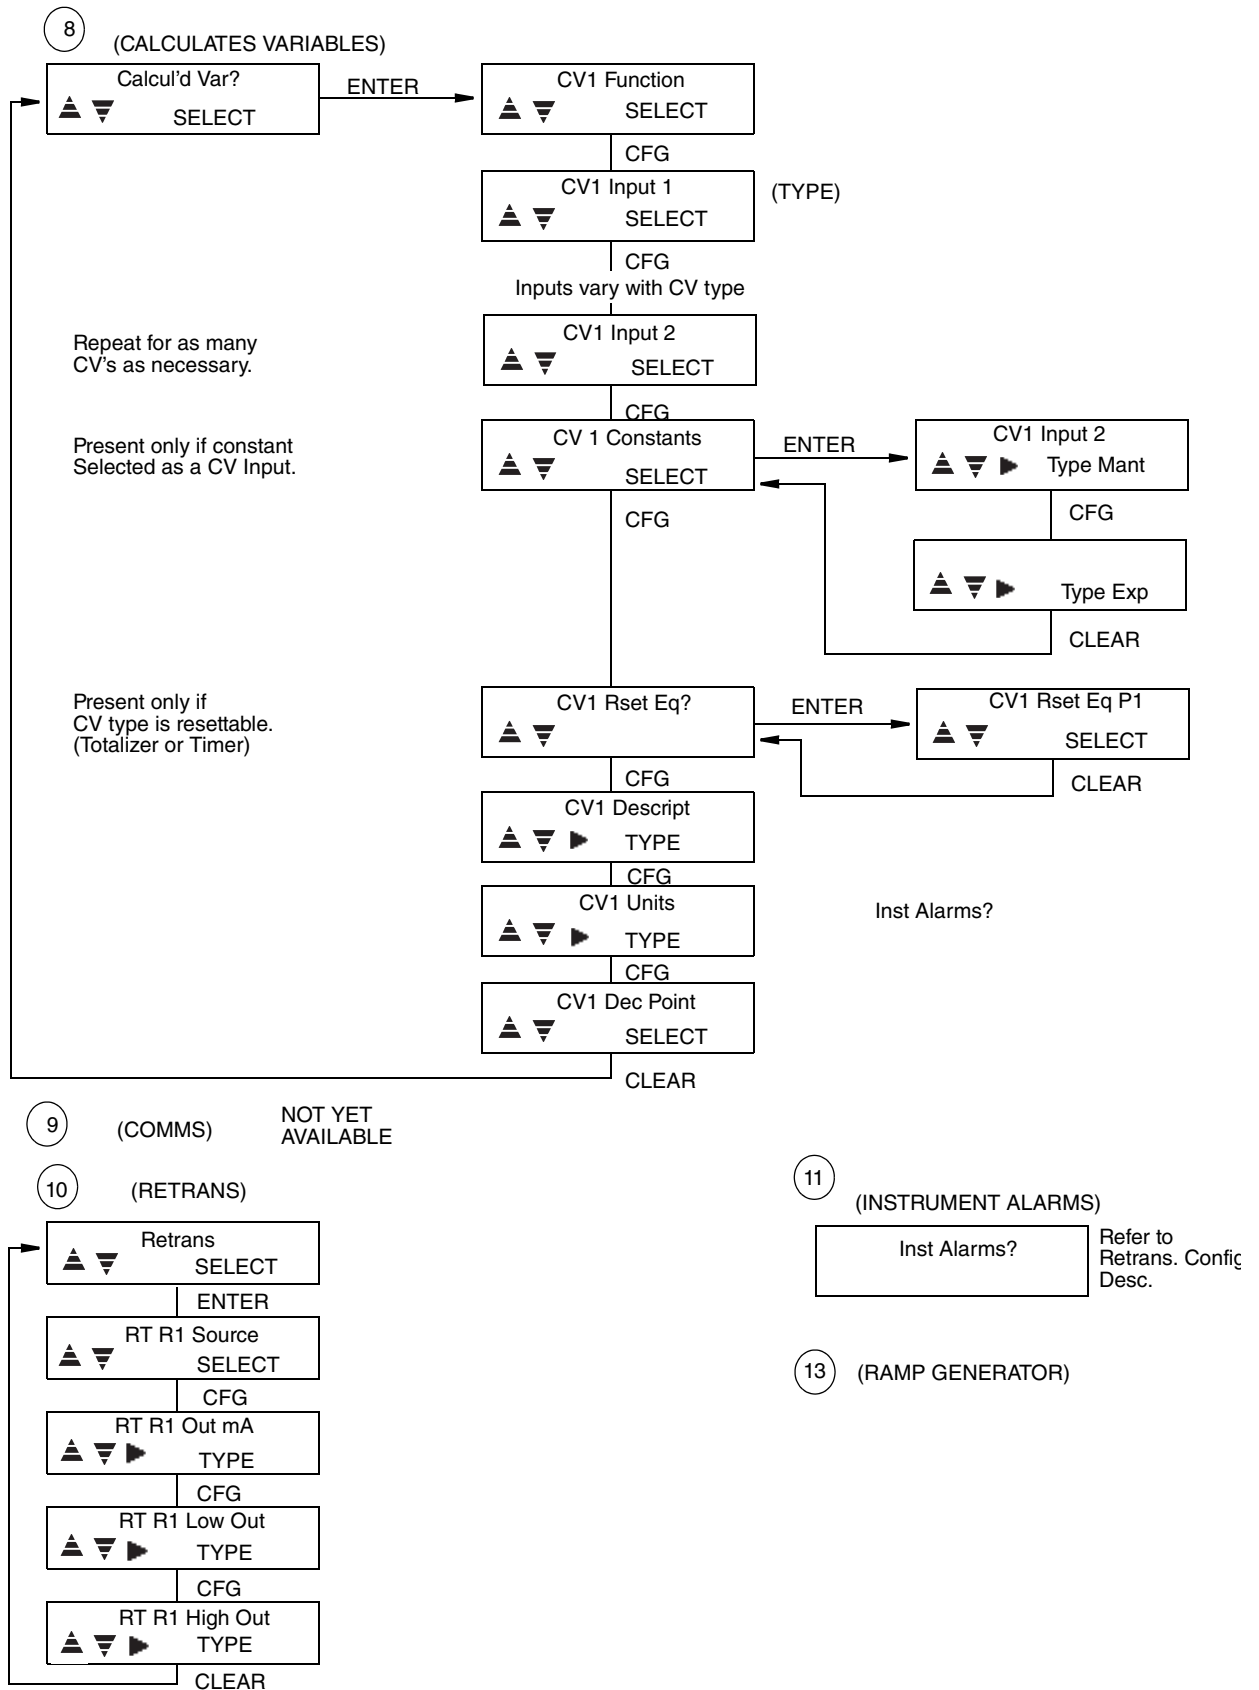 8
(CALCULATES VARIABLES)
Calcul'd Var?
SELECT
ENTER
CV1 Function
SELECT
CFG
CV1 Input 1
SELECT
(TYPE)
CFG
Inputs vary with CV type
CV1 Input 2
SELECT
Repeat for as many
CV's as necessary.
CFG
CV 1 Constants
SELECT
Present only if constant
Selected as a CV Input.
ENTER
CV1 Input 2
Type Mant
CFG
CFG
Type Exp
CLEAR
Present only if
CV type is resettable.
(Totalizer or Timer)
CV1 Rset Eq?
ENTER
CV1 Rset Eq P1
SELECT
CLEAR
CFG
CV1 Descript
TYPE
CFG
CV1 Units
TYPE
Inst Alarms?
CFG
CV1 Dec Point
SELECT
CLEAR
9
(COMMS)
NOT YET
AVAILABLE
10
(RETRANS)
Retrans
SELECT
ENTER
RT R1 Source
SELECT
CFG
RT R1 Out mA
TYPE
CFG
RT R1 Low Out
TYPE
CFG
RT R1 High Out
TYPE
CLEAR
11
(INSTRUMENT ALARMS)
Inst Alarms?
Refer to
Retrans. Config
Desc.
13
(RAMP GENERATOR)